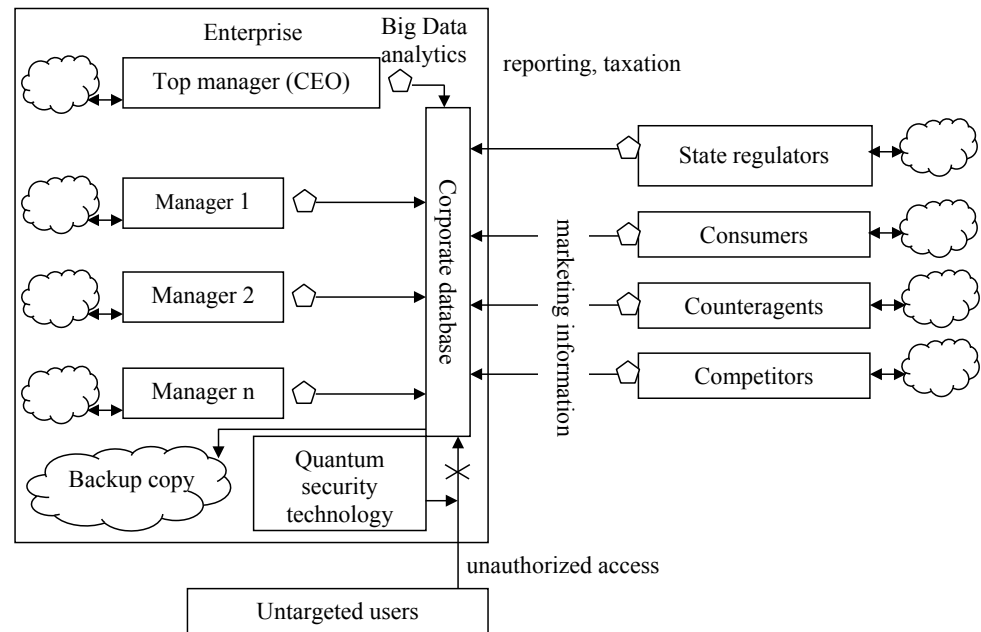 Enterprise
Big Data
analytics
reporting, taxation
Top manager (CEO)
State regulators
Manager 1
Consumers
Manager 2
Counteragents
Manager n
Competitors
Corporate database
marketing information
Backup copy
Quantum
security
technology
unauthorized access
Untargeted users